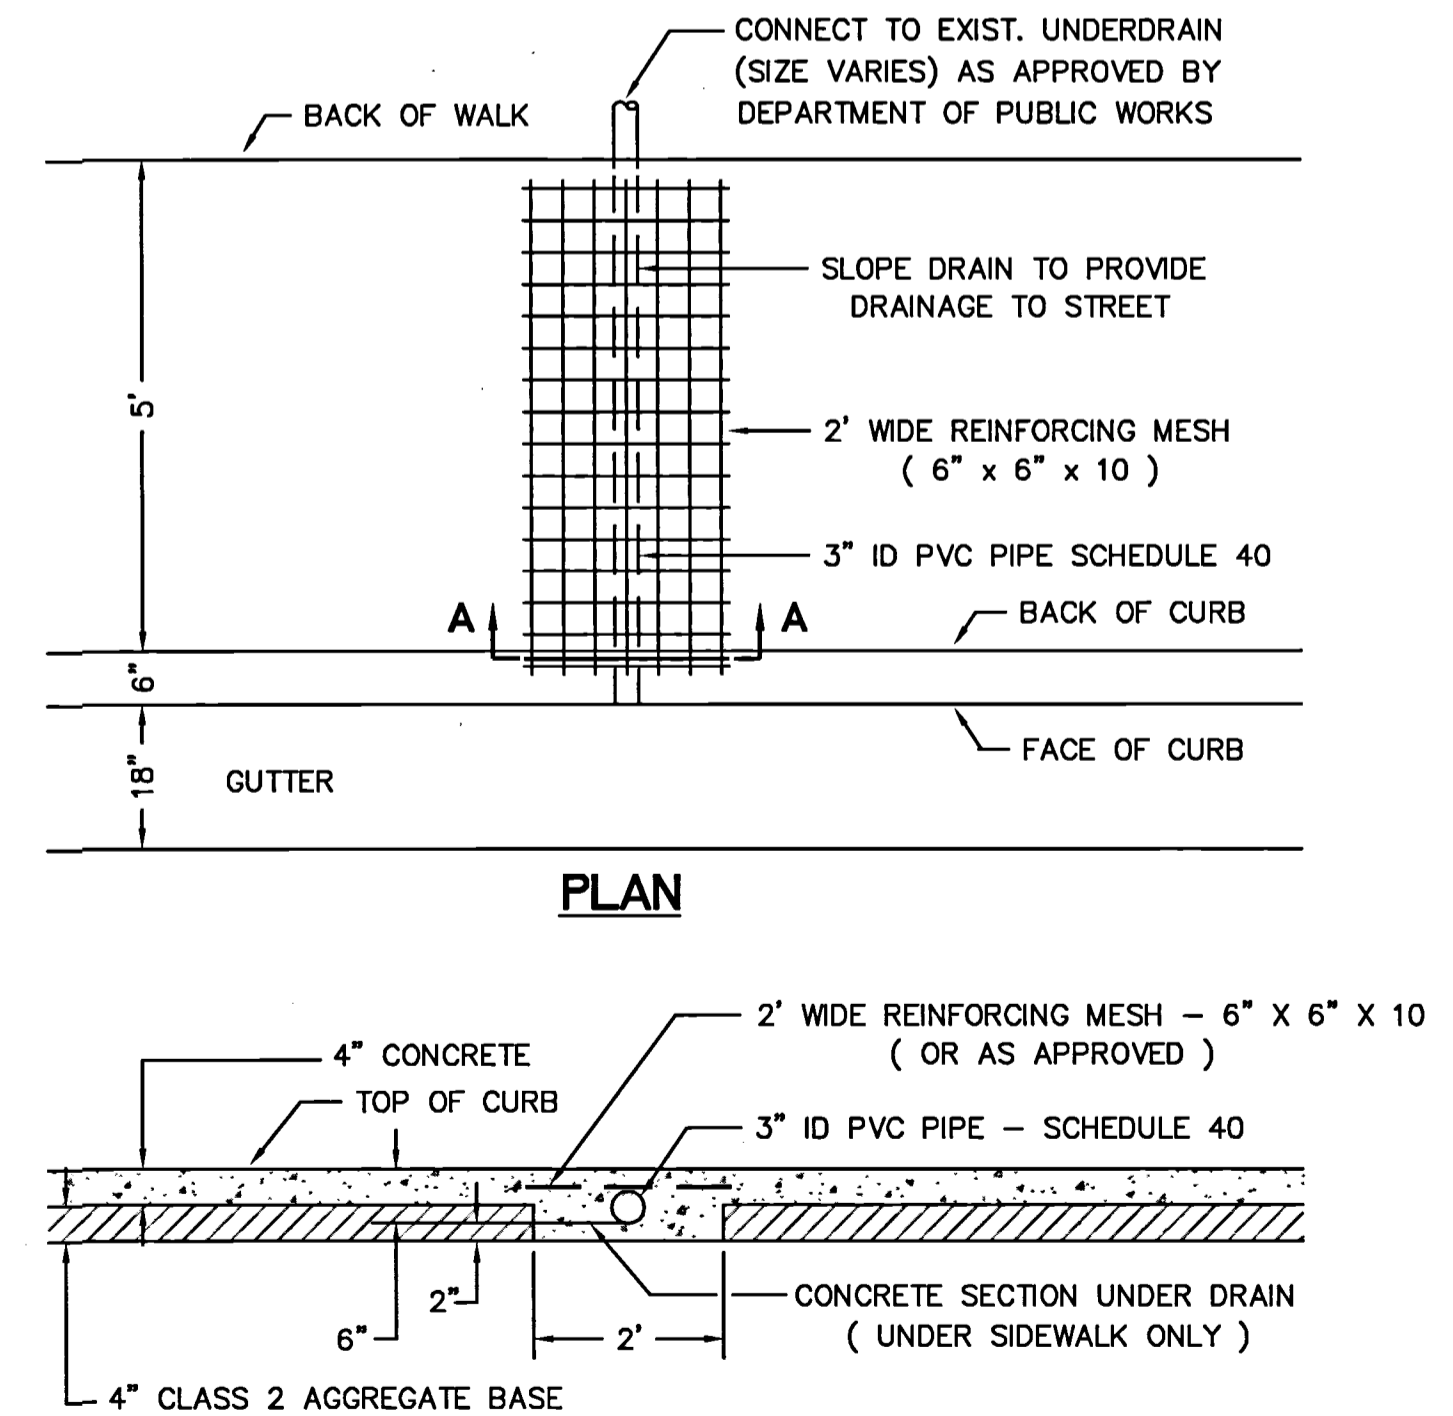 CONNECT TO EXIST. UNDERDRAIN
(SIZE VARIES) AS APPROVED BY
DEPARTMENT OF PUBLIC WORKS
BACK OF WALK
SLOPE DRAIN TO PROVIDE
DRAINAGE TO STREET
5'
2' WIDE REINFORCING MESH
( 6" x 6" x 10 )
3" ID PVC PIPE SCHEDULE 40
A
A
BACK OF CURB
6"
FACE OF CURB
18"
GUTTER
PLAN
2' WIDE REINFORCING MESH – 6" X 6" X 10
( OR AS APPROVED )
4" CONCRETE
TOP OF CURB
3" ID PVC PIPE – SCHEDULE 40
2"
6"
2'
CONCRETE SECTION UNDER DRAIN
( UNDER SIDEWALK ONLY )
4" CLASS 2 AGGREGATE BASE